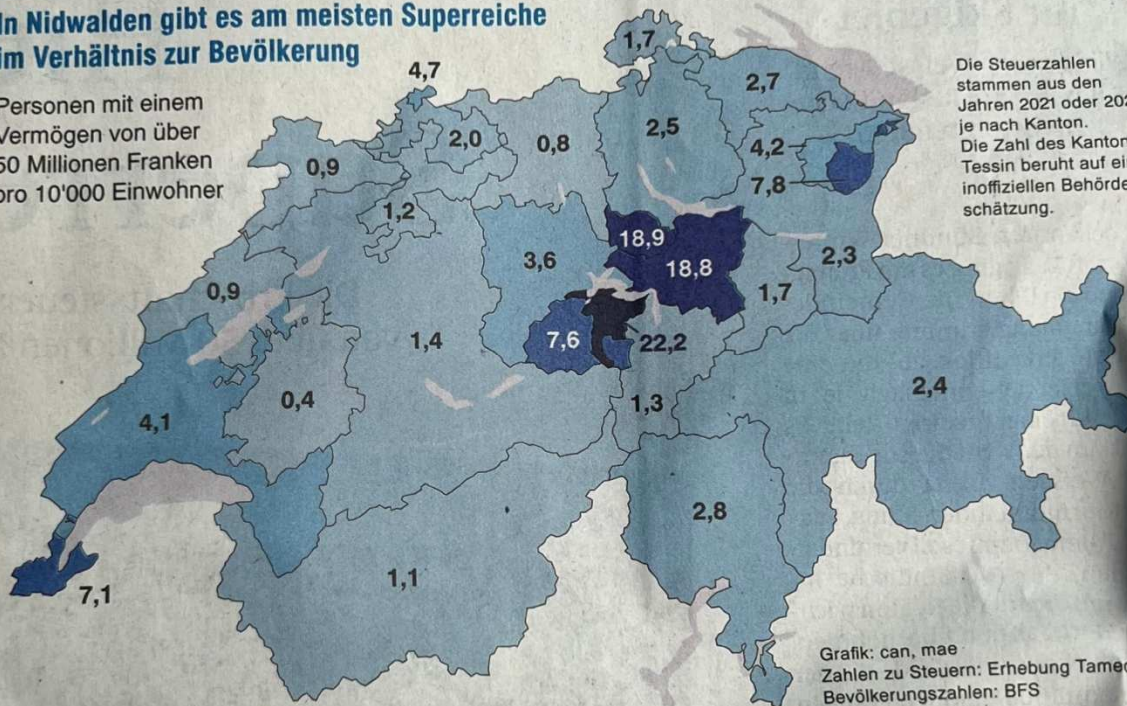 In Nidwalden gibt es am meisten Superreiche
im Verhältnis zur Bevölkerung
Personen mit einem
Vermögen von über
50 Millionen Franken
pro 10'000 Einwohner
Die Steuerzahlen
stammen aus den
Jahren 2021 oder 202
je nach Kanton.
Die Zahl des Kanton
Tessin beruht auf ei
inoffiziellen Behörde
schätzung.
1,7
4,7
2,7
2,0
0,8
2,5
0,9
4,2
7,8
1,2
18,9
3,6
18,8
2,3
0,9
1,7
1,4
7,6
22,2
2,4
0,4
1,3
4,1
2,8
1,1
7,1
Grafik: can, mae
Zahlen zu Steuern: Erhebung Tamed
Bevölkerungszahlen: BFS